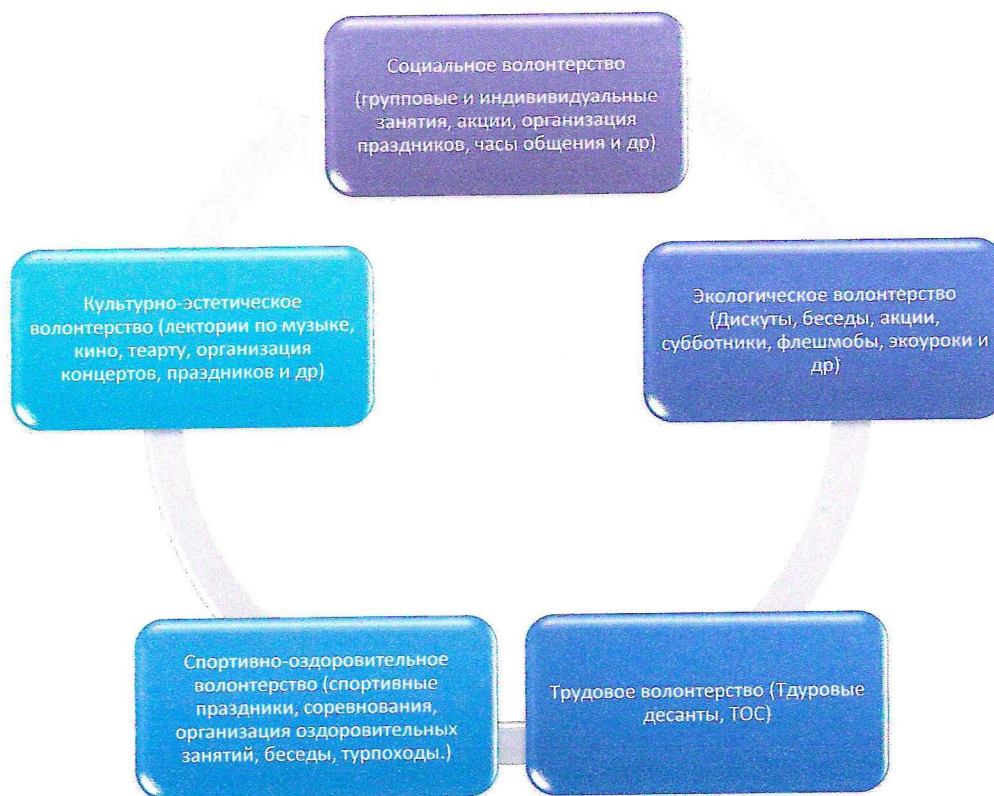 Социальное волонтерство
(групповые и индививидуальные
занятия, акции, организация
праздников, часы общения и др)
Экологическое волонтерство
(Дискуты, беседы, акции,
субботники, флешмобы, экоуроки и
др)
Трудовое волонтерство (Тдуровые
десанты, ТОС)
Спортивно-оздоровительное
волонтерство (спортивные
праздники, соревнования,
организация оздоровительных
занятий, беседы, турпоходы.)
Культурно-эстетическое
волонтерство (лектории по музыке,
кино, теарту, организация
концертов, праздников и др)